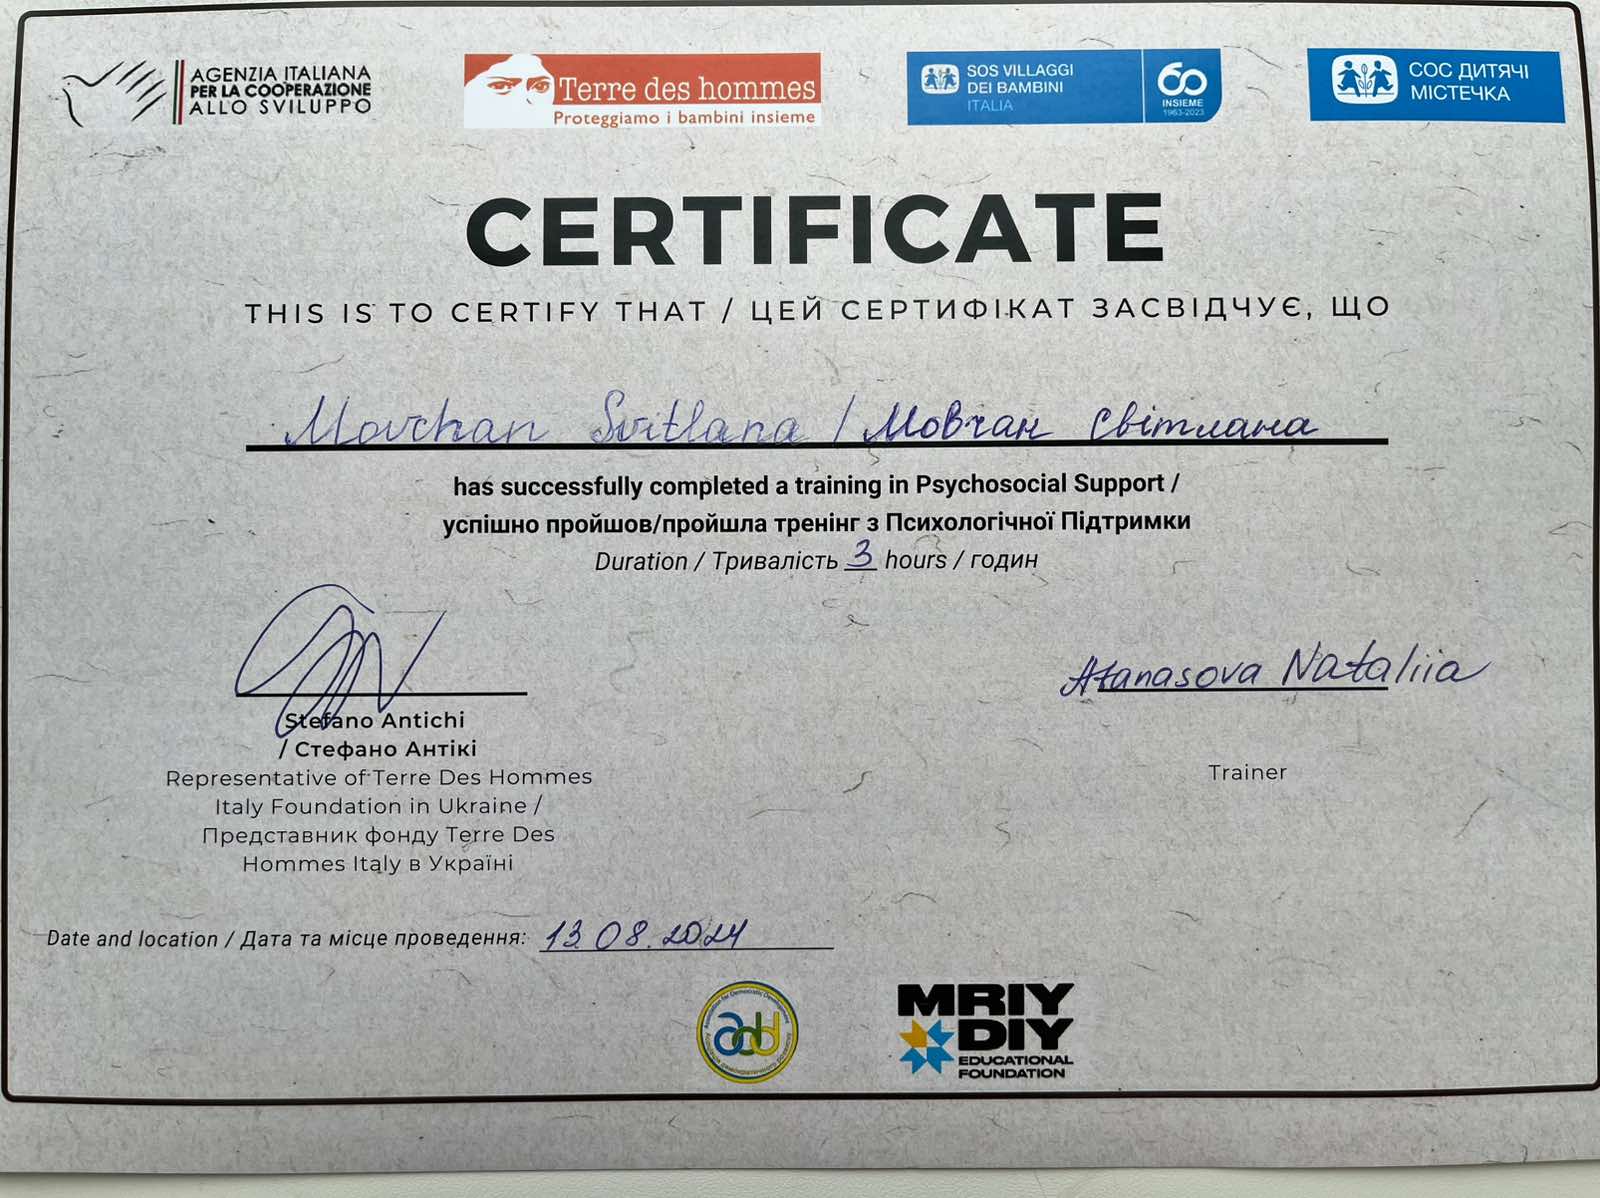 AGENZIA ITALIANA
PER LA COOPERAZIONE
ALLO SVILUPPO
Terre des hommes
Proteggiamo i bambini insieme
SOS VILLAGGI
DEI BAMBINI
ITALIA
60
INSIEME
1963-2023
СОС ДИТЯЧІ
МІСТЕЧКА
CERTIFICATE
THIS IS TO CERTIFY THAT / ЦЕЙ СЕРТИФІКАТ ЗАСВІДЧУЄ, ЩО
Movchan Svitlana / Мовчан Світлана
has successfully completed a training in Psychosocial Support /
успішно пройшов/пройшла тренінг з Психологічної Підтримки
Duration / Тривалість 3 hours / годин
Atanasova Nataliia
Stefano Antichi
/ Стефано Антікі
Representative of Terre Des Hommes
Italy Foundation in Ukraine /
Представник фонду Terre Des
Hommes Italy в Україні
Trainer
Date and location / Дата та місце проведення: 13.08.2024
Association for Democratic Development
add
MRIY
DIY
EDUCATIONAL
FOUNDATION